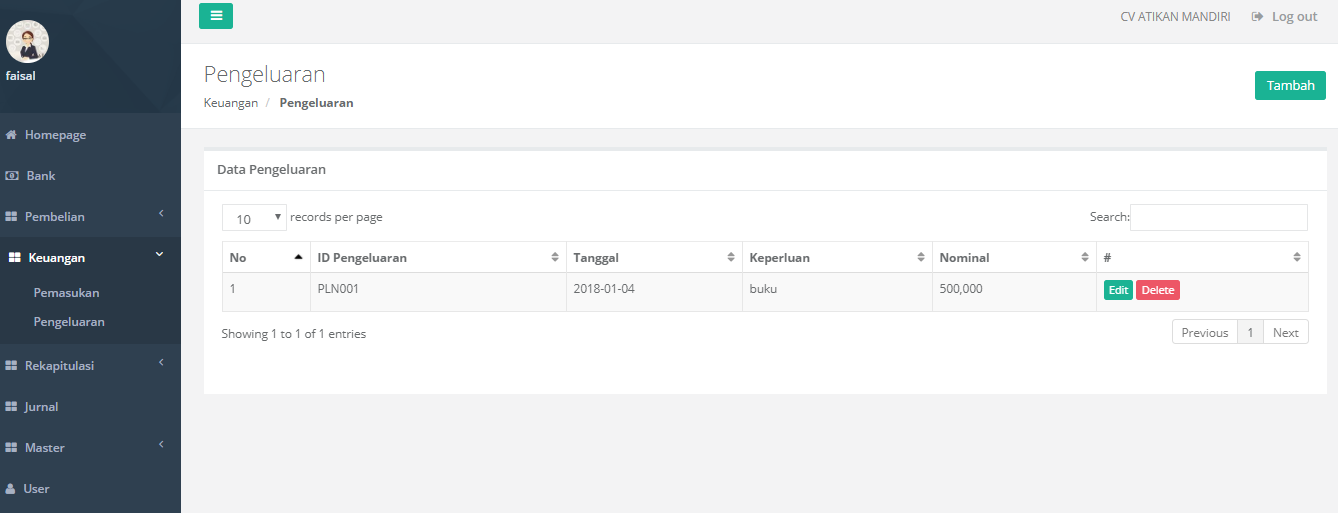 CV ATIKAN MANDIRI Log out
faisal
Homepage
Bank
Pembelian
Keuangan
Pemasukan
Pengeluaran
Rekapitulasi
Jurnal
Master
User
Pengeluaran
Keuangan / Pengeluaran
Tambah
Data Pengeluaran
10 records per page Search:
No ID Pengeluaran Tanggal Keperluan Nominal #
1 PLN001 2018-01-04 buku 500,000 Edit Delete
Showing 1 to 1 of 1 entries Previous 1 Next